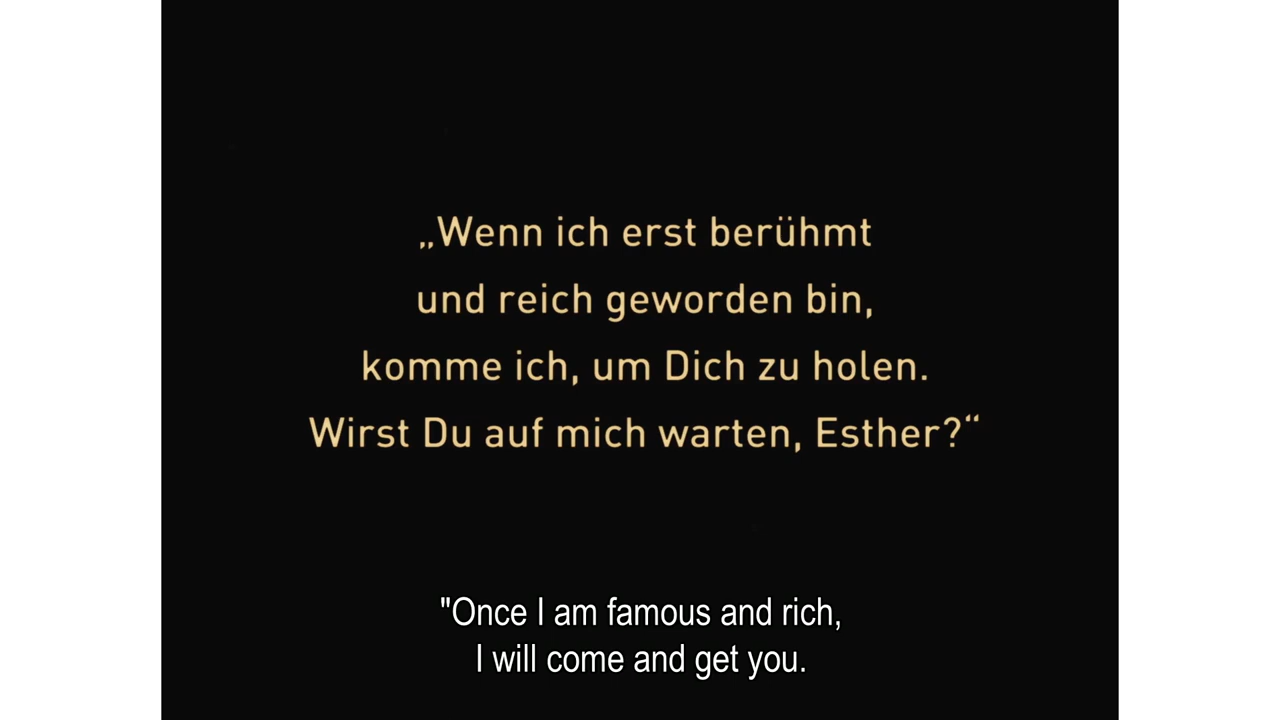 „Wenn ich erst berühmt
und reich geworden bin,
komme ich, um Dich zu holen.
Wirst Du auf mich warten, Esther?“
"Once I am famous and rich,
I will come and get you.